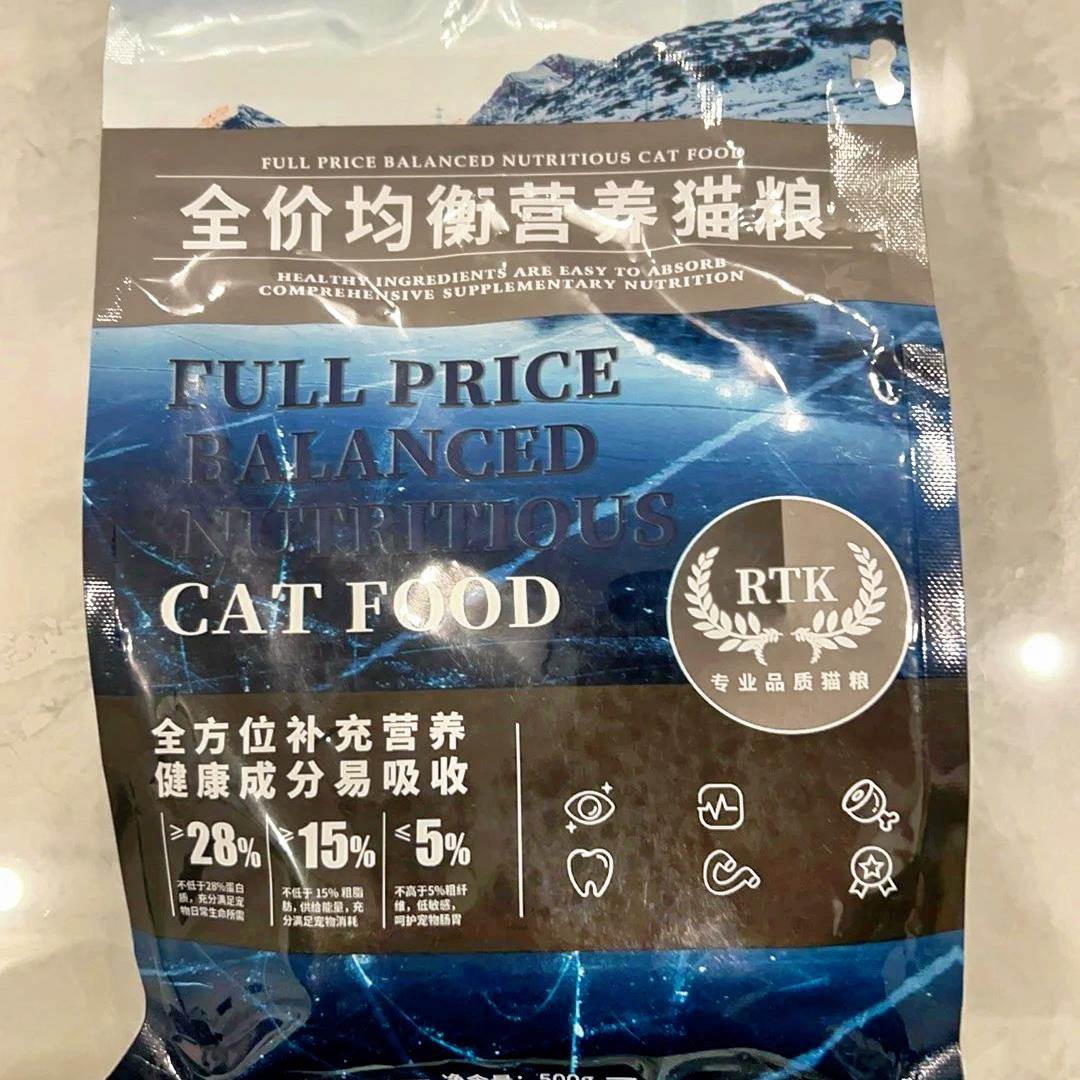 FULL PRICE BALANCED NUTRITIOUS CAT FOOD
全价均衡营养猫粮
HEALTHY INGREDIENTS ARE EASY TO ABSORB
COMPREHENSIVE SUPPLEMENTARY NUTRITION
FULL PRICE
BALANCED
NUTRITIOUS
CAT FOOD
RTK
专业品质猫粮
全方位补充营养
健康成分易吸收
≥28%
不低于28%蛋白
质，充分满足宠
物日常生命所需
≥15%
不低于 15% 粗脂
肪，供给能量，充
分满足宠物消耗
≤5%
不高于5%粗纤
维，低敏感，
呵护宠物肠胃
净含量：500g